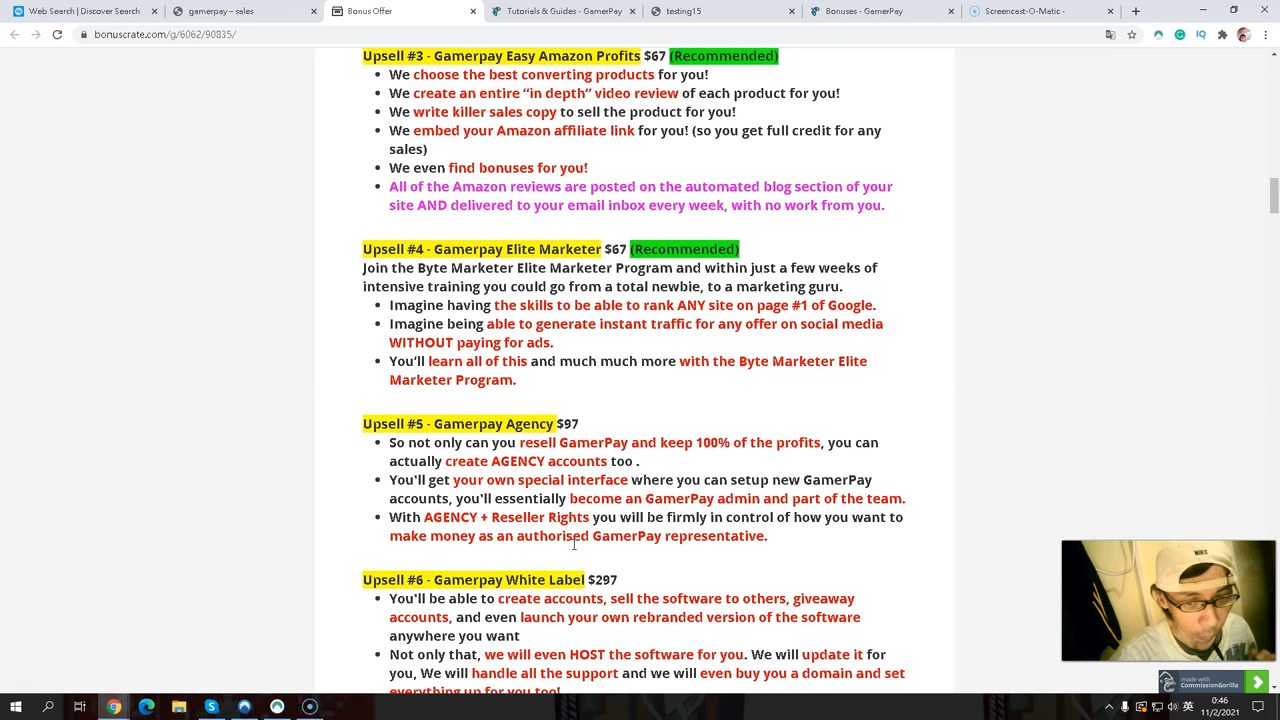 Web Search | Discover Search
gamerpay – sales
Bonus Offer
Tutorials & Guides - GamerPay
testing15
Bonuses - GamerPay
Screencast-O-Matic -
bonuscrate.com/g/6062/90835/
Upsell #3 - Gamerpay Easy Amazon Profits $67 (Recommended)
We choose the best converting products for you!
We create an entire “in depth” video review of each product for you!
We write killer sales copy to sell the product for you!
We embed your Amazon affiliate link for you! (so you get full credit for any
sales)
We even find bonuses for you!
All of the Amazon reviews are posted on the automated blog section of your
site AND delivered to your email inbox every week, with no work from you.
Upsell #4 - Gamerpay Elite Marketer $67 (Recommended)
Join the Byte Marketer Elite Marketer Program and within just a few weeks of
intensive training you could go from a total newbie, to a marketing guru.
Imagine having the skills to be able to rank ANY site on page #1 of Google.
Imagine being able to generate instant traffic for any offer on social media
WITHOUT paying for ads.
You’ll learn all of this and much much more with the Byte Marketer Elite
Marketer Program.
Upsell #5 - Gamerpay Agency $97
So not only can you resell GamerPay and keep 100% of the profits, you can
actually create AGENCY accounts too .
You'll get your own special interface where you can setup new GamerPay
accounts, you'll essentially become an GamerPay admin and part of the team.
With AGENCY + Reseller Rights you will be firmly in control of how you want to
make money as an authorised GamerPay representative.
Upsell #6 - Gamerpay White Label $297
You'll be able to create accounts, sell the software to others, giveaway
accounts, and even launch your own rebranded version of the software
anywhere you want
Not only that, we will even HOST the software for you. We will update it for
you, We will handle all the support and we will even buy you a domain and set
everything up for you too!
NIKE
made with
CommissionGorilla
英
0:46
11/2/2021